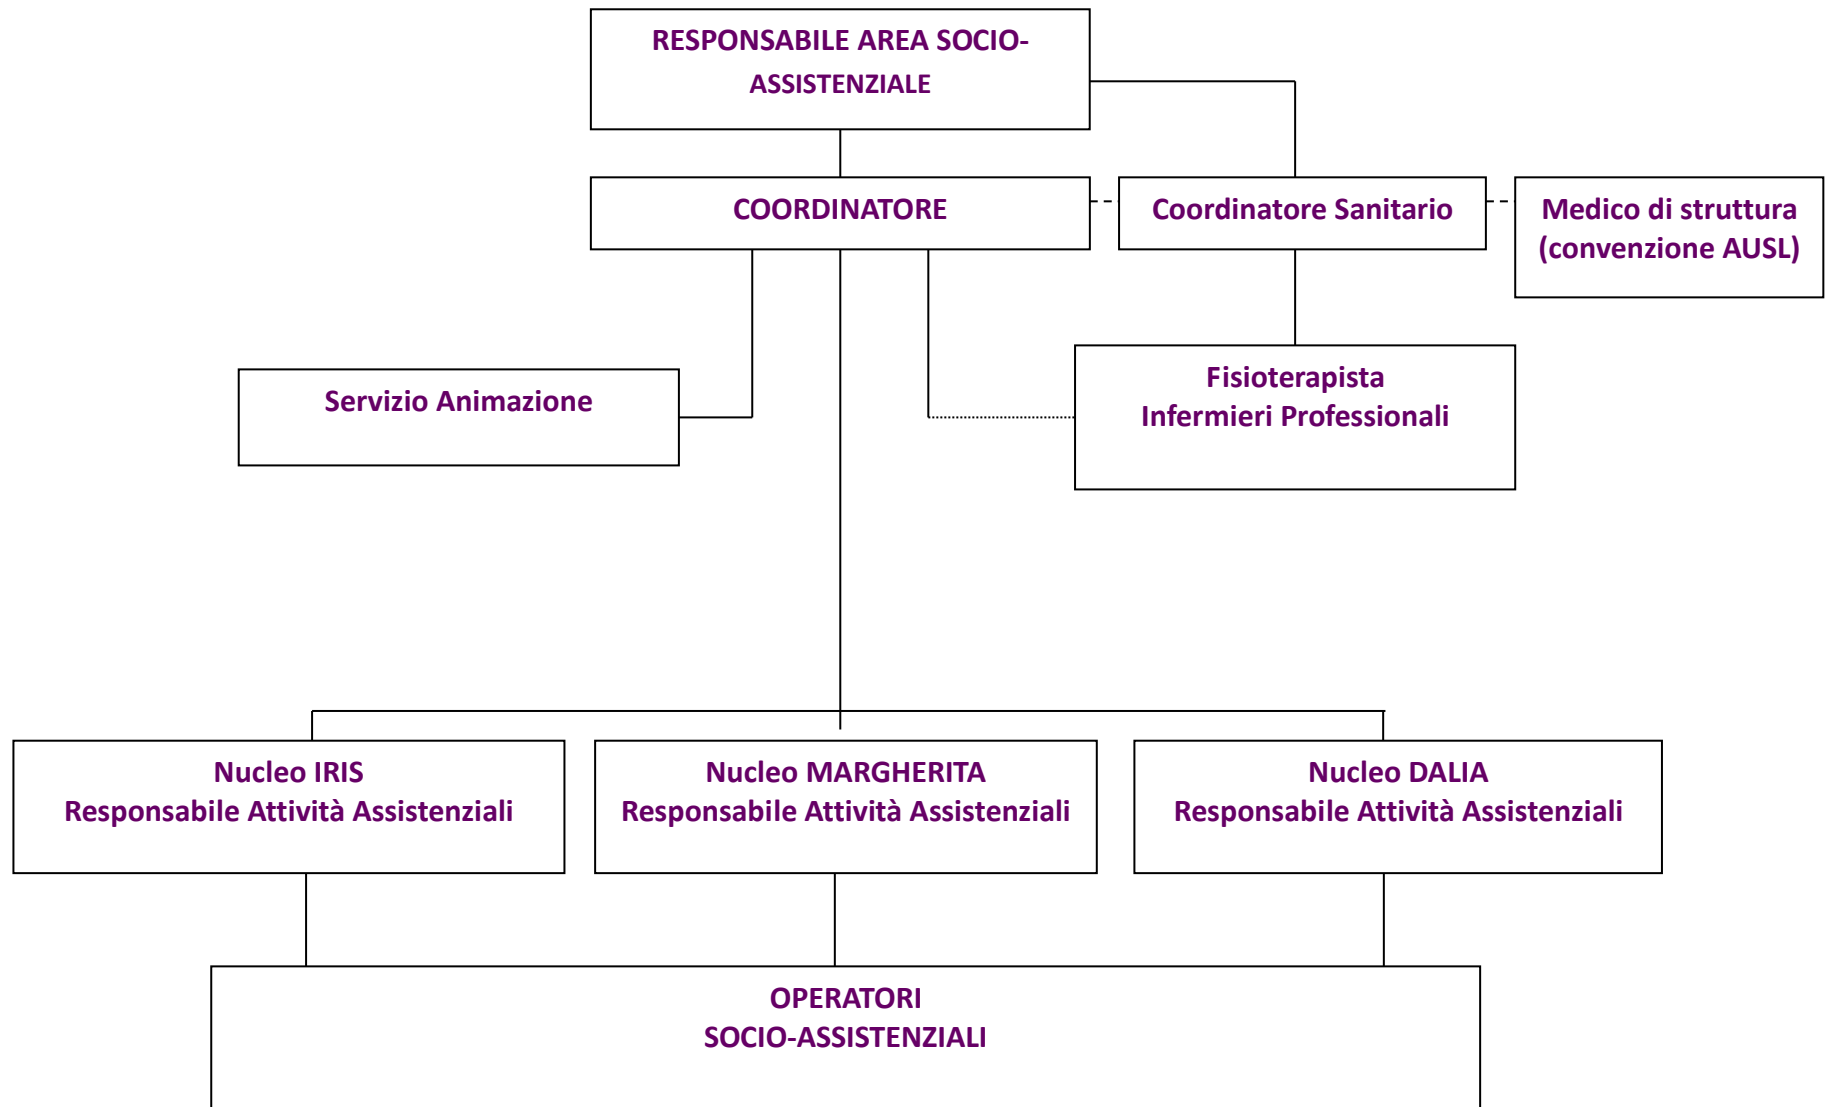 RESPONSABILE AREA SOCIO-
ASSISTENZIALE
COORDINATORE
Coordinatore Sanitario
Medico di struttura
(convenzione AUSL)
Servizio Animazione
Fisioterapista
Infermieri Professionali
Nucleo IRIS
Responsabile Attività Assistenziali
Nucleo MARGHERITA
Responsabile Attività Assistenziali
Nucleo DALIA
Responsabile Attività Assistenziali
OPERATORI
SOCIO-ASSISTENZIALI